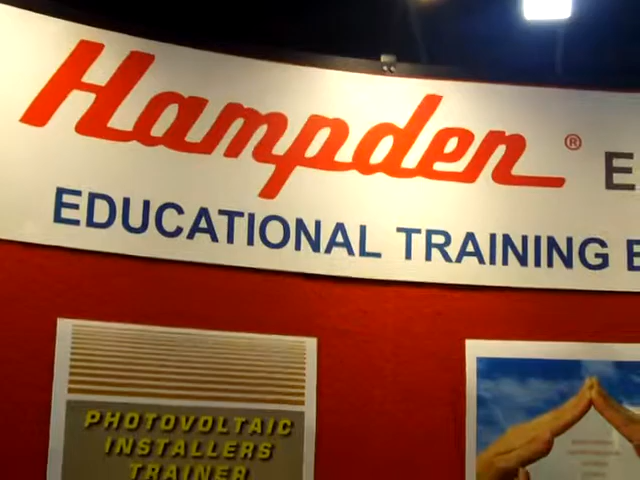 Hampden® E
EDUCATIONAL TRAINING E
PHOTOVOLTAIC
INSTALLERS
TRAINER